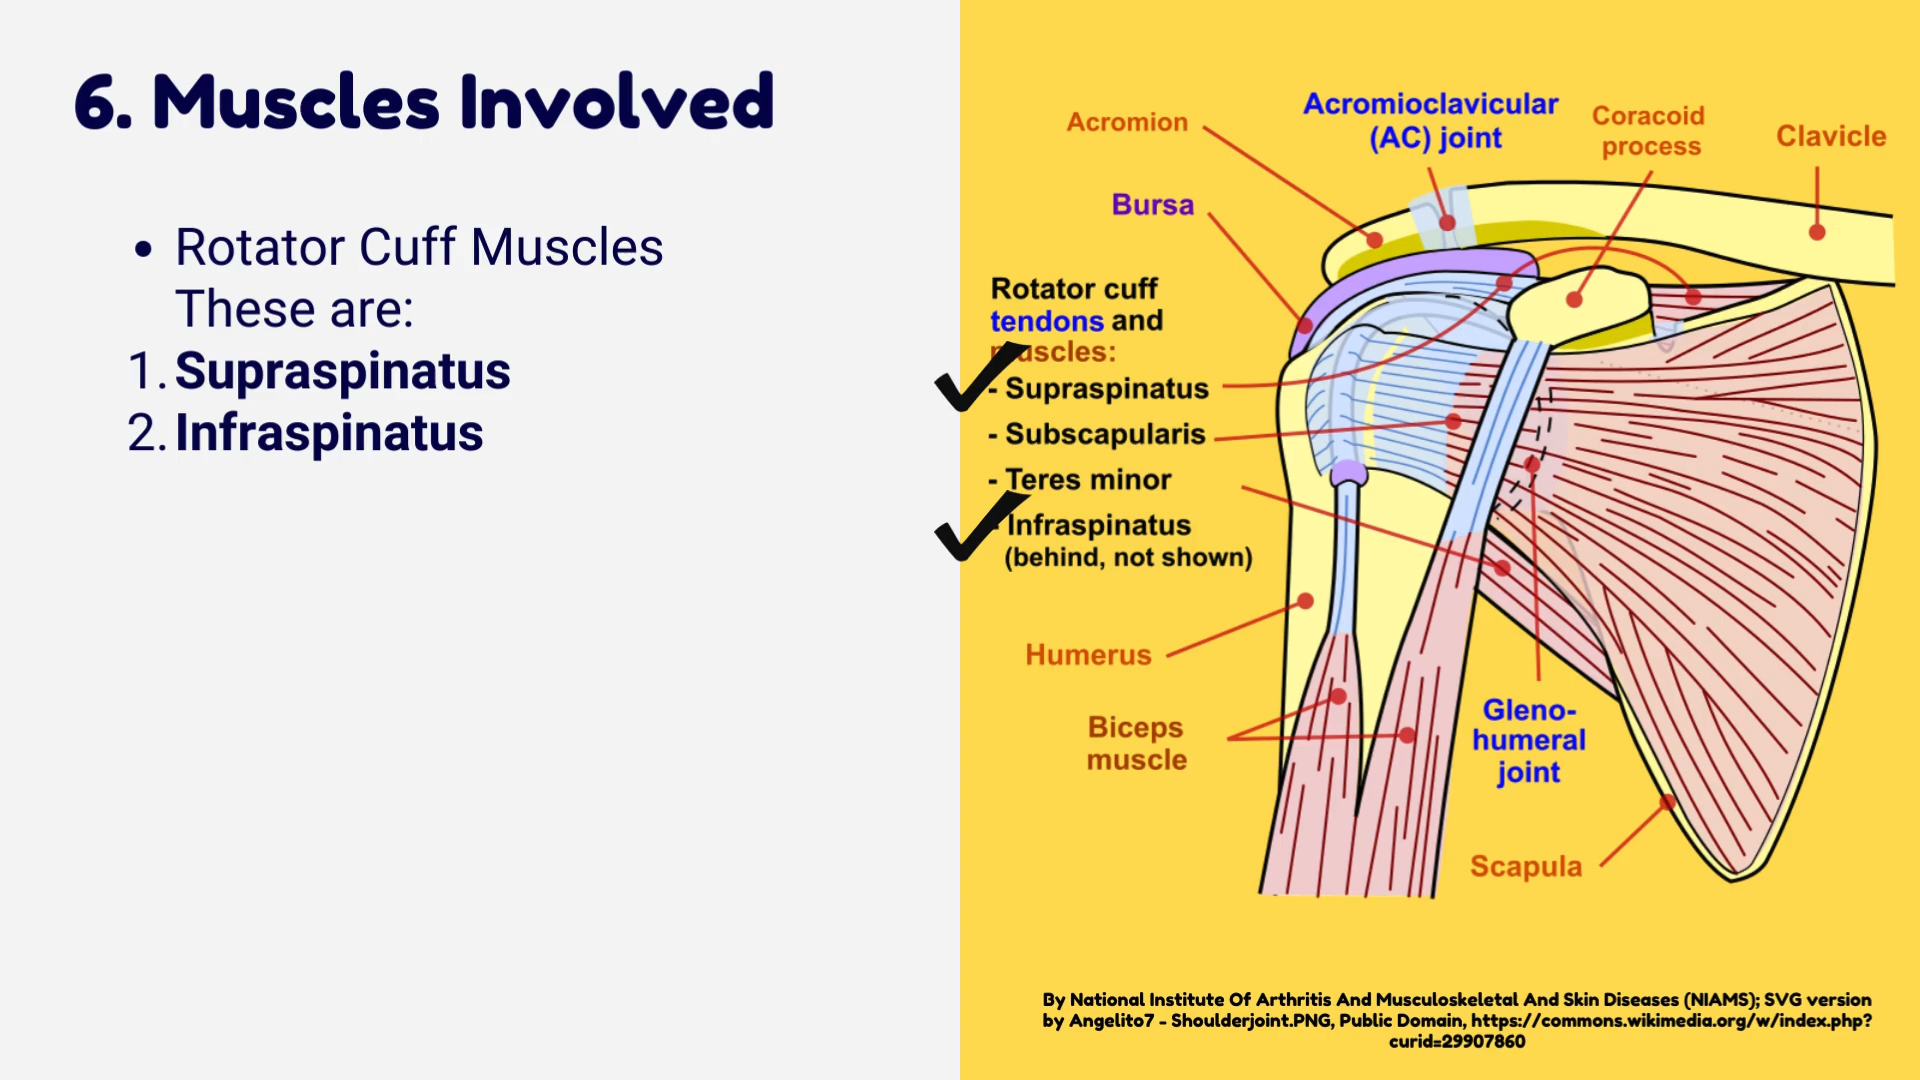 6. Muscles Involved
• Rotator Cuff Muscles
These are:
1. Supraspinatus
2. Infraspinatus
Acromion
Acromioclavicular
(AC) joint
Coracoid
process
Clavicle
Bursa
Rotator cuff
tendons and
muscles:
- Supraspinatus
- Subscapularis
- Teres minor
- Infraspinatus
(behind, not shown)
Humerus
Biceps
muscle
Gleno-
humeral
joint
Scapula
By National Institute Of Arthritis And Musculoskeletal And Skin Diseases (NIAMS); SVG version
by Angelito7 - Shoulderjoint.PNG, Public Domain, https://commons.wikimedia.org/w/index.php?
curid=29907860